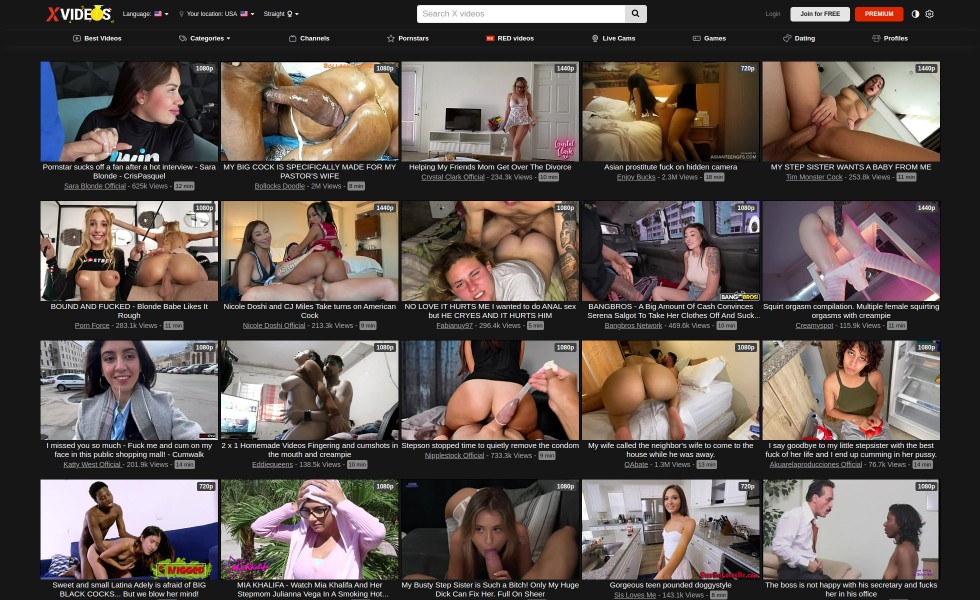 XVIDEOS Language: Your location: USA Straight Search X videos Login Join for FREE PREMIUM
Best Videos Categories Channels Pornstars RED videos Live Cams Games Dating Profiles
1080p 1080p 1440p 720p 1440p
Pornstar sucks off a fan after a hot interview - Sara Blonde - CrisPasquel
Sara Blonde Official - 625k Views - 12 min
MY BIG COCK IS SPECIFICALLY MADE FOR MY PASTOR'S WIFE
Bollocks Doodle - 2M Views - 8 min
Helping My Friends Mom Get Over The Divorce
Crystal Clark Official - 234.3k Views - 10 min
Asian prostitute fuck on hidden camera
Enjoy Bucks - 2.3M Views - 18 min
MY STEP SISTER WANTS A BABY FROM ME
Tim Monster Cock - 253.8k Views - 11 min
1080p 1440p 1080p 1080p 1440p
BANGBROS!
BOUND AND FUCKED - Blonde Babe Likes It Rough
Porn Force - 283.1k Views - 11 min
Nicole Doshi and CJ Miles Take turns on American Cock
Nicole Doshi Official - 213.3k Views - 9 min
NO LOVE IT HURTS ME I wanted to do ANAL sex but HE CRYES AND IT HURTS HIM
Fabianuy97 - 296.4k Views - 5 min
BANGBROS - A Big Amount Of Cash Convinces Serena Salgot To Take Her Clothes Off And Suck...
Bangbros Network - 469.6k Views - 10 min
Squirt orgasm compilation. Multiple female squirting orgasms with creampie
Creamyspot - 115.9k Views - 11 min
1080p 1080p 1080p 1080p 1080p
I missed you so much - Fuck me and cum on my face in this public shopping mall! - Cumwalk
Katty West Official - 201.9k Views - 14 min
2 x 1 Homemade Videos Fingering and cumshots in the mouth and creampie
Eddiequeens - 138.5k Views - 10 min
Stepson stopped time to quietly remove the condom
Nipplestock Official - 733.3k Views - 9 min
My wife called the neighbor's wife to come to the house while he was away.
OAbate - 1.3M Views - 13 min
I say goodbye to my little stepsister with the best fuck of her life and I end up cumming in her pussy.
Akuarelaproducciones Official - 76.7k Views - 14 min
720p 1080p 1080p 720p 1080p
Sweet and small Latina Adely is afraid of BIG BLACK COCKS... But we blow her mind!
MIA KHALIFA - Watch Mia Khalifa And Her Stepmom Julianna Vega In A Smoking Hot...
My Busty Step Sister is Such a Bitch! Only My Huge Dick Can Fix Her. Full On Sheer
Gorgeous teen pounded doggystyle
Sis Loves Me - 143.1k Views - 8 min
The boss is not happy with his secretary and fucks her in his office